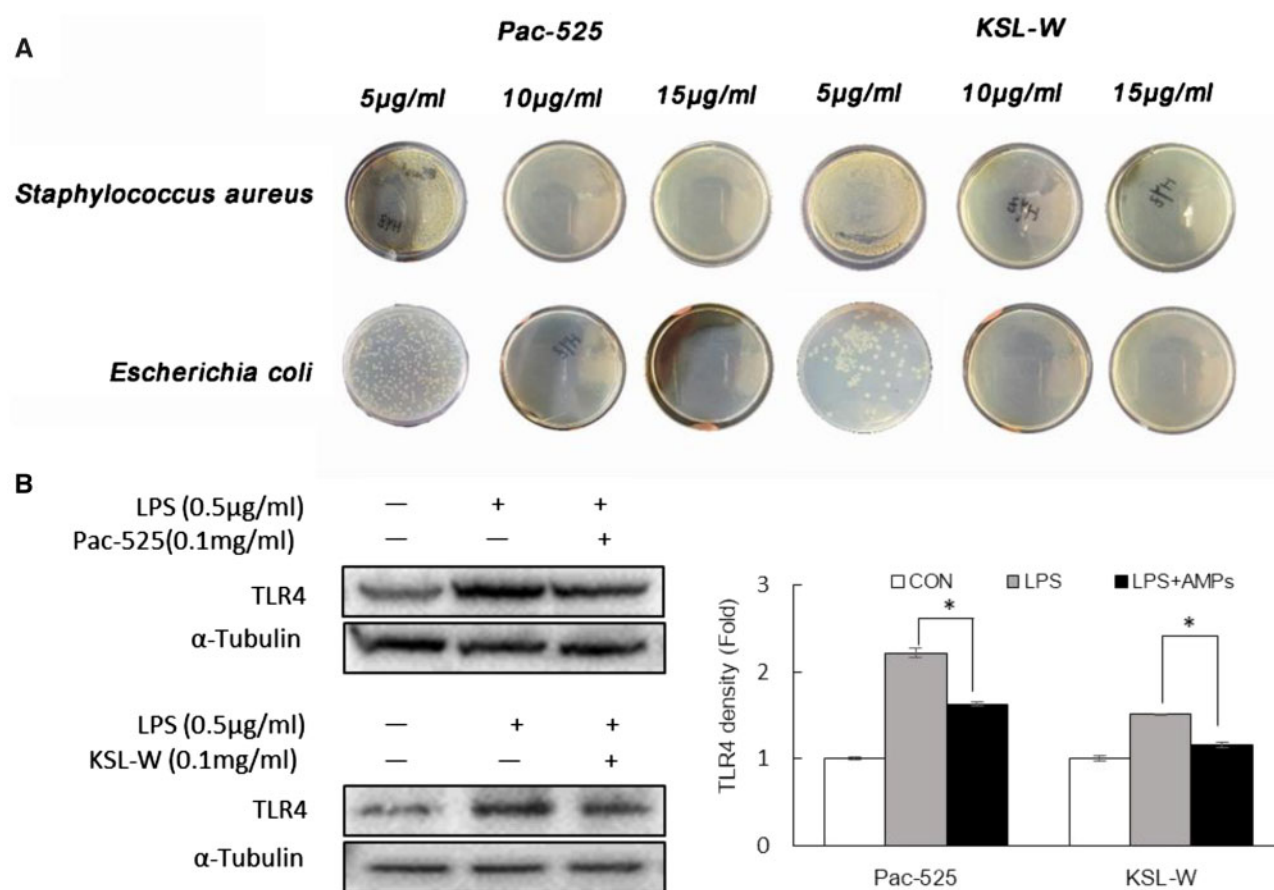 A
Pac-525 KSL-W
5µg/ml 10µg/ml 15µg/ml 5µg/ml 10µg/ml 15µg/ml
Staphylococcus aureus
Escherichia coli
B
LPS (0.5µg/ml) — + +
Pac-525(0.1mg/ml) — — +
TLR4
α-Tubulin
LPS (0.5µg/ml) — + +
KSL-W (0.1mg/ml) — — +
TLR4
α-Tubulin
CON LPS LPS+AMPs
* *
3
2
1
0
TLR4 density (Fold)
Pac-525 KSL-W